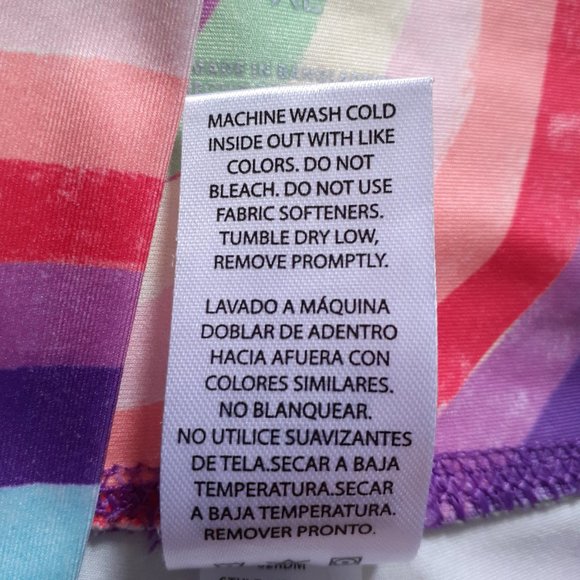 MACHINE WASH COLD
INSIDE OUT WITH LIKE
COLORS. DO NOT
BLEACH. DO NOT USE
FABRIC SOFTENERS.
TUMBLE DRY LOW,
REMOVE PROMPTLY.
LAVADO A MÁQUINA
DOBLAR DE ADENTRO
HACIA AFUERA CON
COLORES SIMILARES.
NO BLANQUEAR.
NO UTILICE SUAVIZANTES
DE TELA.SECAR A BAJA
TEMPERATURA.SECAR
A BAJA TEMPERATURA.
REMOVER PRONTO.